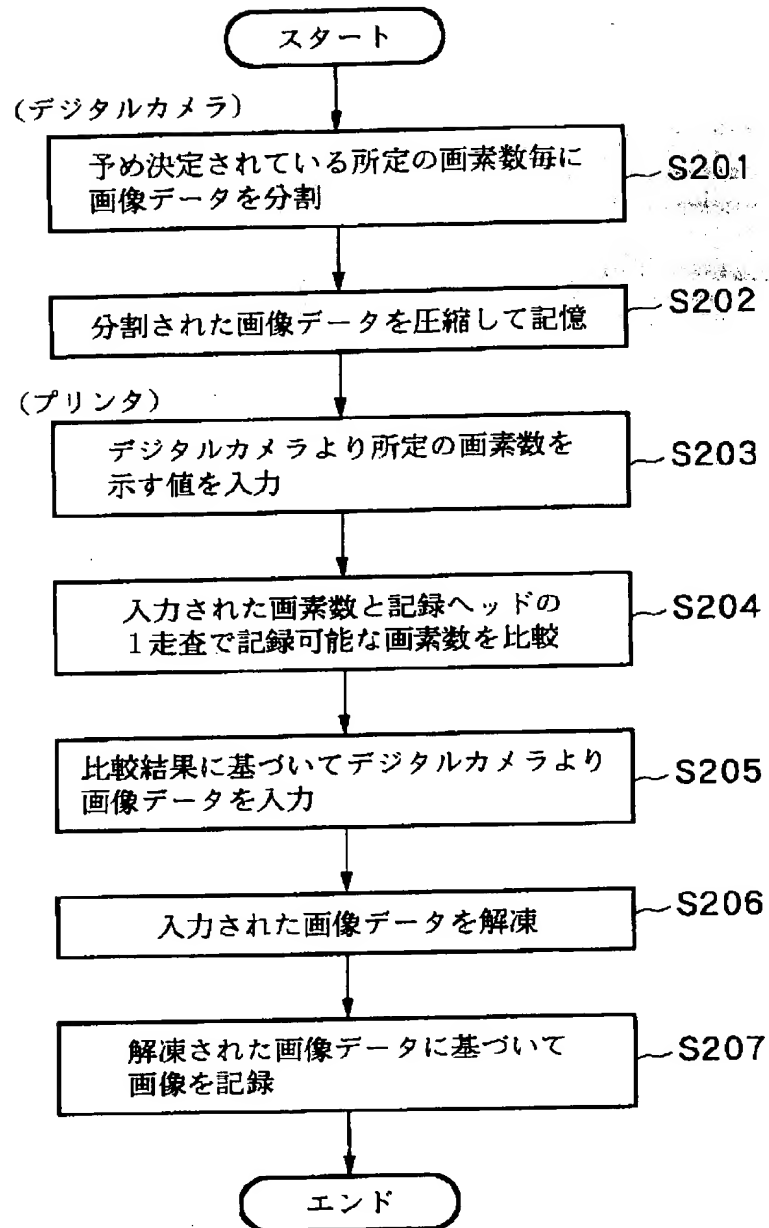 スタート
(デジタルカメラ)
予め決定されている所定の画素数毎に
画像データを分割
S201
分割された画像データを圧縮して記憶
S202
(プリンタ)
デジタルカメラより所定の画素数を
示す値を入力
S203
入力された画素数と記録ヘッドの
1走査で記録可能な画素数を比較
S204
比較結果に基づいてデジタルカメラより
画像データを入力
S205
入力された画像データを解凍
S206
解凍された画像データに基づいて
画像を記録
S207
エンド